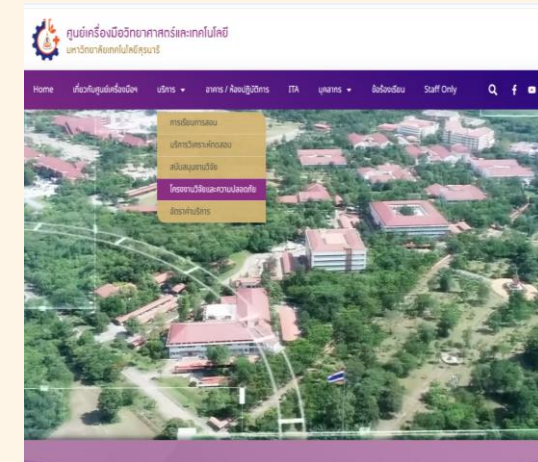 ศูนย์เครื่องมือวิทยาศาสตร์และเทคโนโลยี
มหาวิทยาลัยเทคโนโลยีสุรนารี
Home เกี่ยวกับศูนย์เครื่องมือฯ บริการ อาคาร / ห้องปฏิบัติการ ITA บุคลากร ข้อร้องเรียน Staff Only
การเรียนการสอน
บริการวิเคราะห์ทดสอบ
สนับสนุนงานวิจัย
โครงงานวิจัยและความปลอดภัย
อัตราค่าบริการ